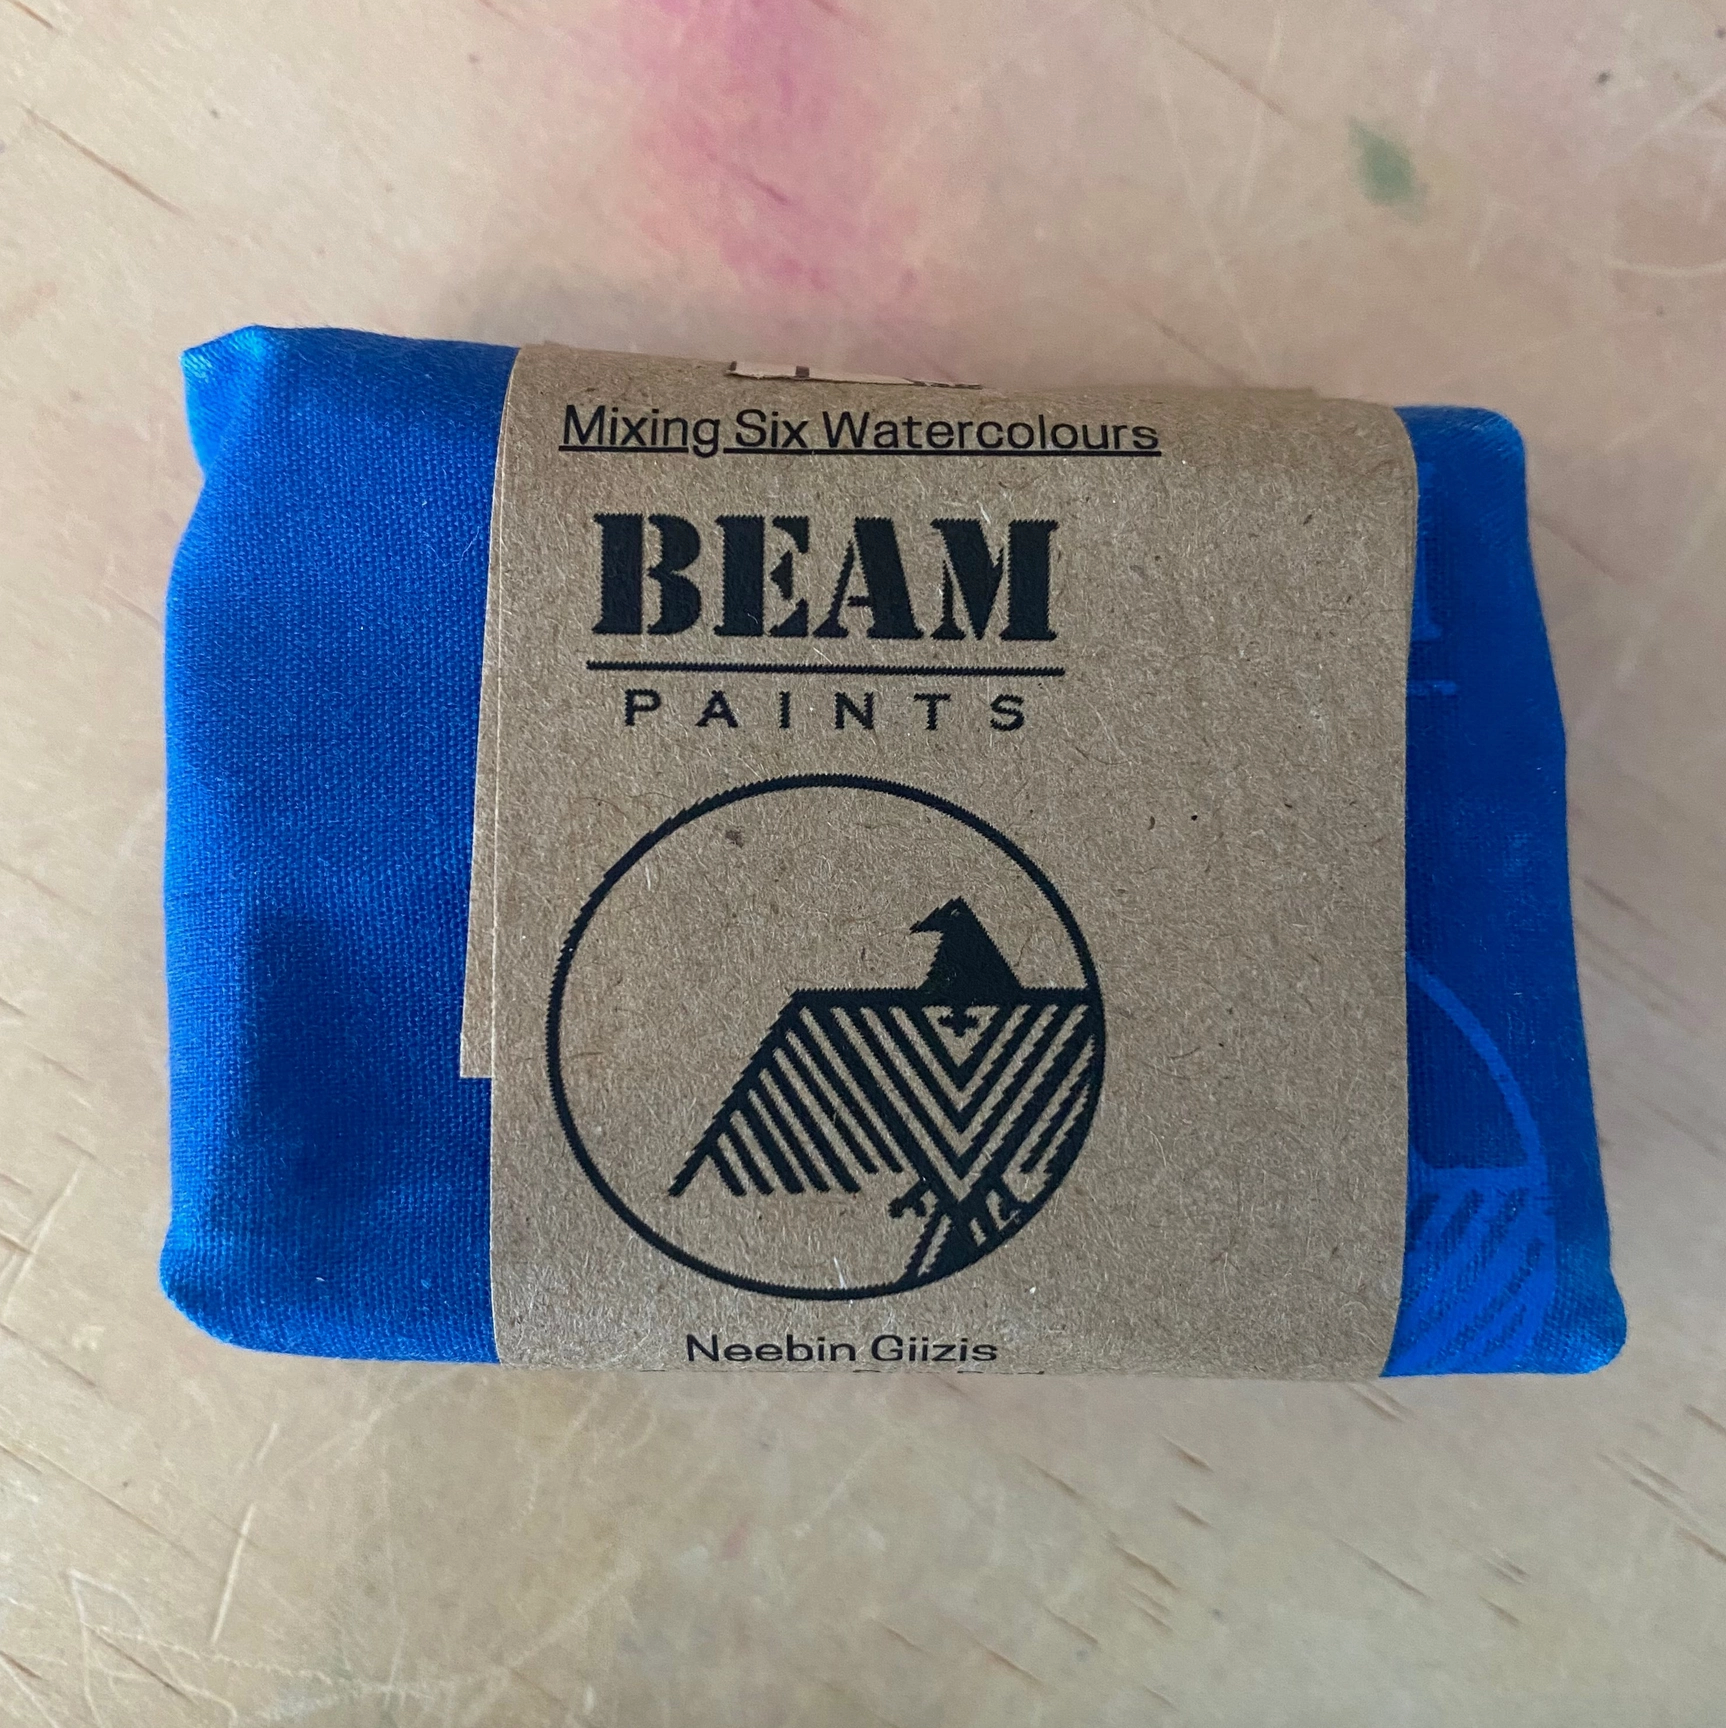 Mixing Six Watercolours
BEAM
PAINTS
Neebin Giizis